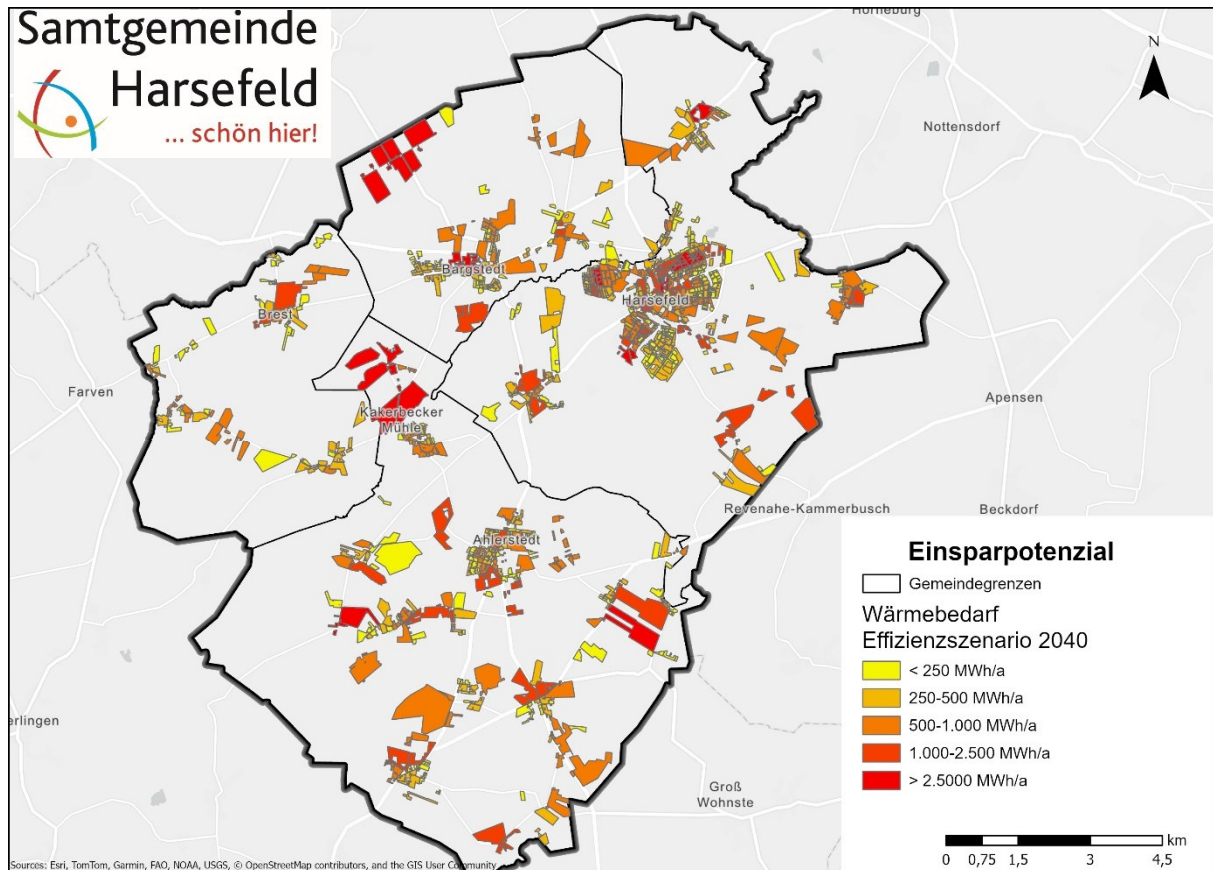 Samtgemeinde
Harsefeld
... schön hier!
Horneburg
N
Nottensdorf
Bargstedt
Harsefeld
Brest
Farven
Apensen
Kakerbecker
Mühle
Revenahe-Kammerbusch
Beckdorf
Ahlerstedt
erlingen
Groß
Wohnste
Einsparpotenzial
Gemeindegrenzen
Wärmebedarf
Effizienzszenario 2040
< 250 MWh/a
250-500 MWh/a
500-1.000 MWh/a
1.000-2.500 MWh/a
> 2.5000 MWh/a
km
0 0,75 1,5 3 4,5
Sources: Esri, TomTom, Garmin, FAO, NOAA, USGS, © OpenStreetMap contributors, and the GIS User Community